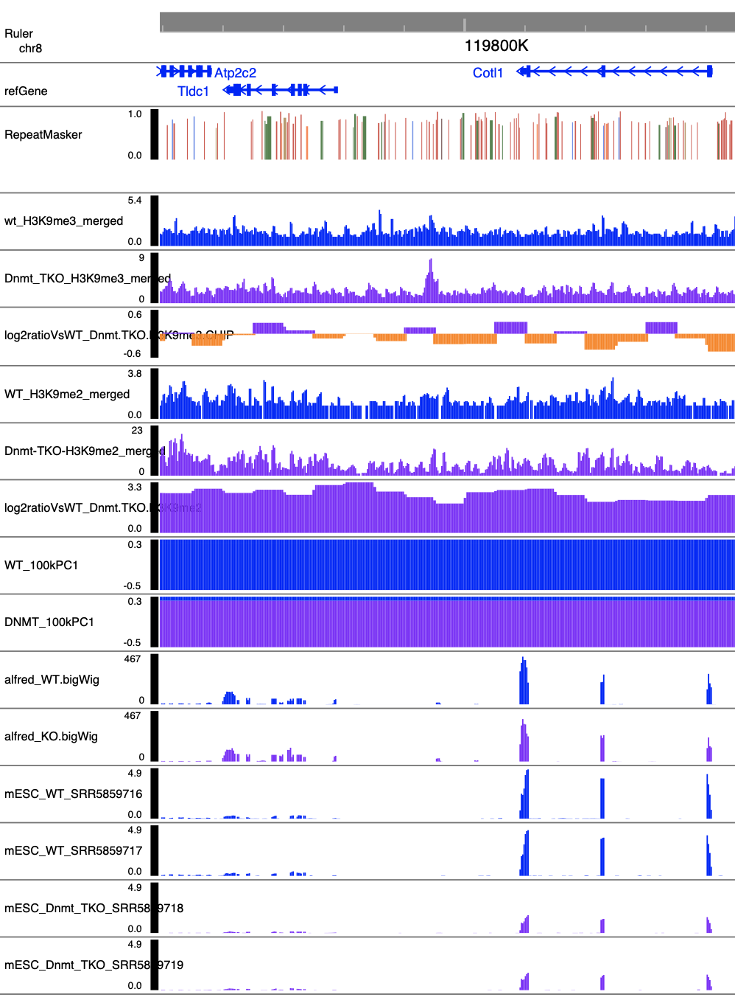 Ruler
chr8
119800K
Atp2c2
Cotl1
refGene
Tldc1
1.0
RepeatMasker
0.0
5.4
wt_H3K9me3_merged
0.0
9
Dnmt_TKO_H3K9me3_merged
0
0.6
log2ratioVsWT_Dnmt.TKO.H3K9me3.CHIP
-0.6
3.8
WT_H3K9me2_merged
0.0
23
Dnmt-TKO-H3K9me2_merged
0
3.3
log2ratioVsWT_Dnmt.TKO.H3K9me2
0.0
0.3
WT_100kPC1
-0.5
0.3
DNMT_100kPC1
-0.5
467
alfred_WT.bigWig
0
467
alfred_KO.bigWig
0
4.9
mESC_WT_SRR5859716
0.0
4.9
mESC_WT_SRR5859717
0.0
4.9
mESC_Dnmt_TKO_SRR5859718
0.0
4.9
mESC_Dnmt_TKO_SRR5859719
0.0